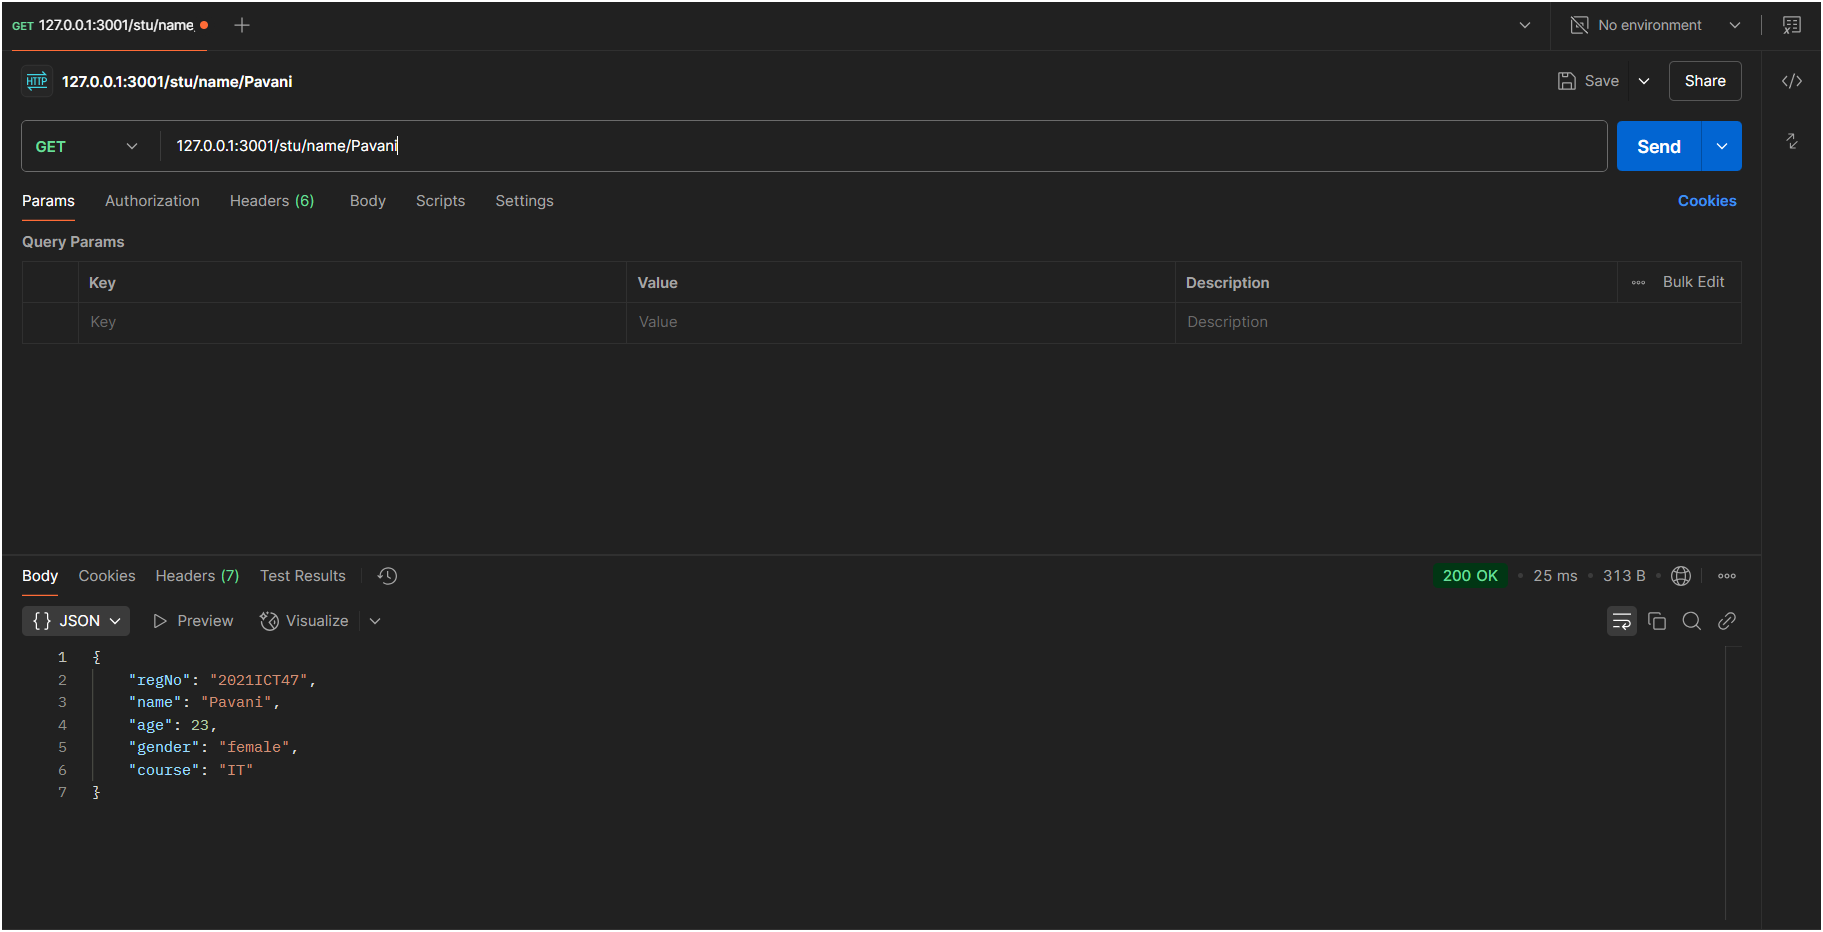 GET 127.0.0.1:3001/stu/name
No environment
HTTP 127.0.0.1:3001/stu/name/Pavani
Save
Share
GET
127.0.0.1:3001/stu/name/Pavani
Send
Params Authorization Headers (6) Body Scripts Settings
Cookies
Query Params
Key Value Description Bulk Edit
Key Value Description
Body Cookies Headers (7) Test Results
200 OK • 25 ms • 313 B •
{} JSON Preview Visualize
1 {
2 "regNo": "2021ICT47",
3 "name": "Pavani",
4 "age": 23,
5 "gender": "female",
6 "course": "IT"
7 }